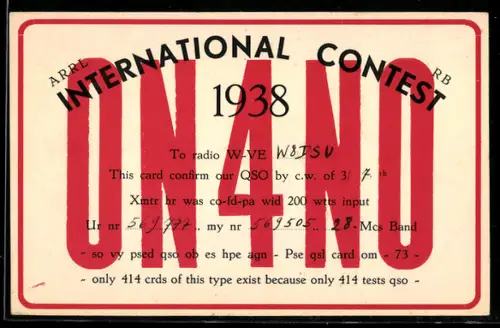 ARRL INTERNATIONAL CONTEST RB
1938
ON4NO
To radio W-VE W8ISU
This card confirm our QSO by c.w. of 3/ 7 th
Xmtr hr was co-fd-pa wid 200 wtts input
Ur nr 569777.. my nr 569505.. 28- Mcs Band
- so vy psed qso ob es hpe agn - Pse qsl card om - 73 -
- only 414 crds of this type exist because only 414 tests qso -